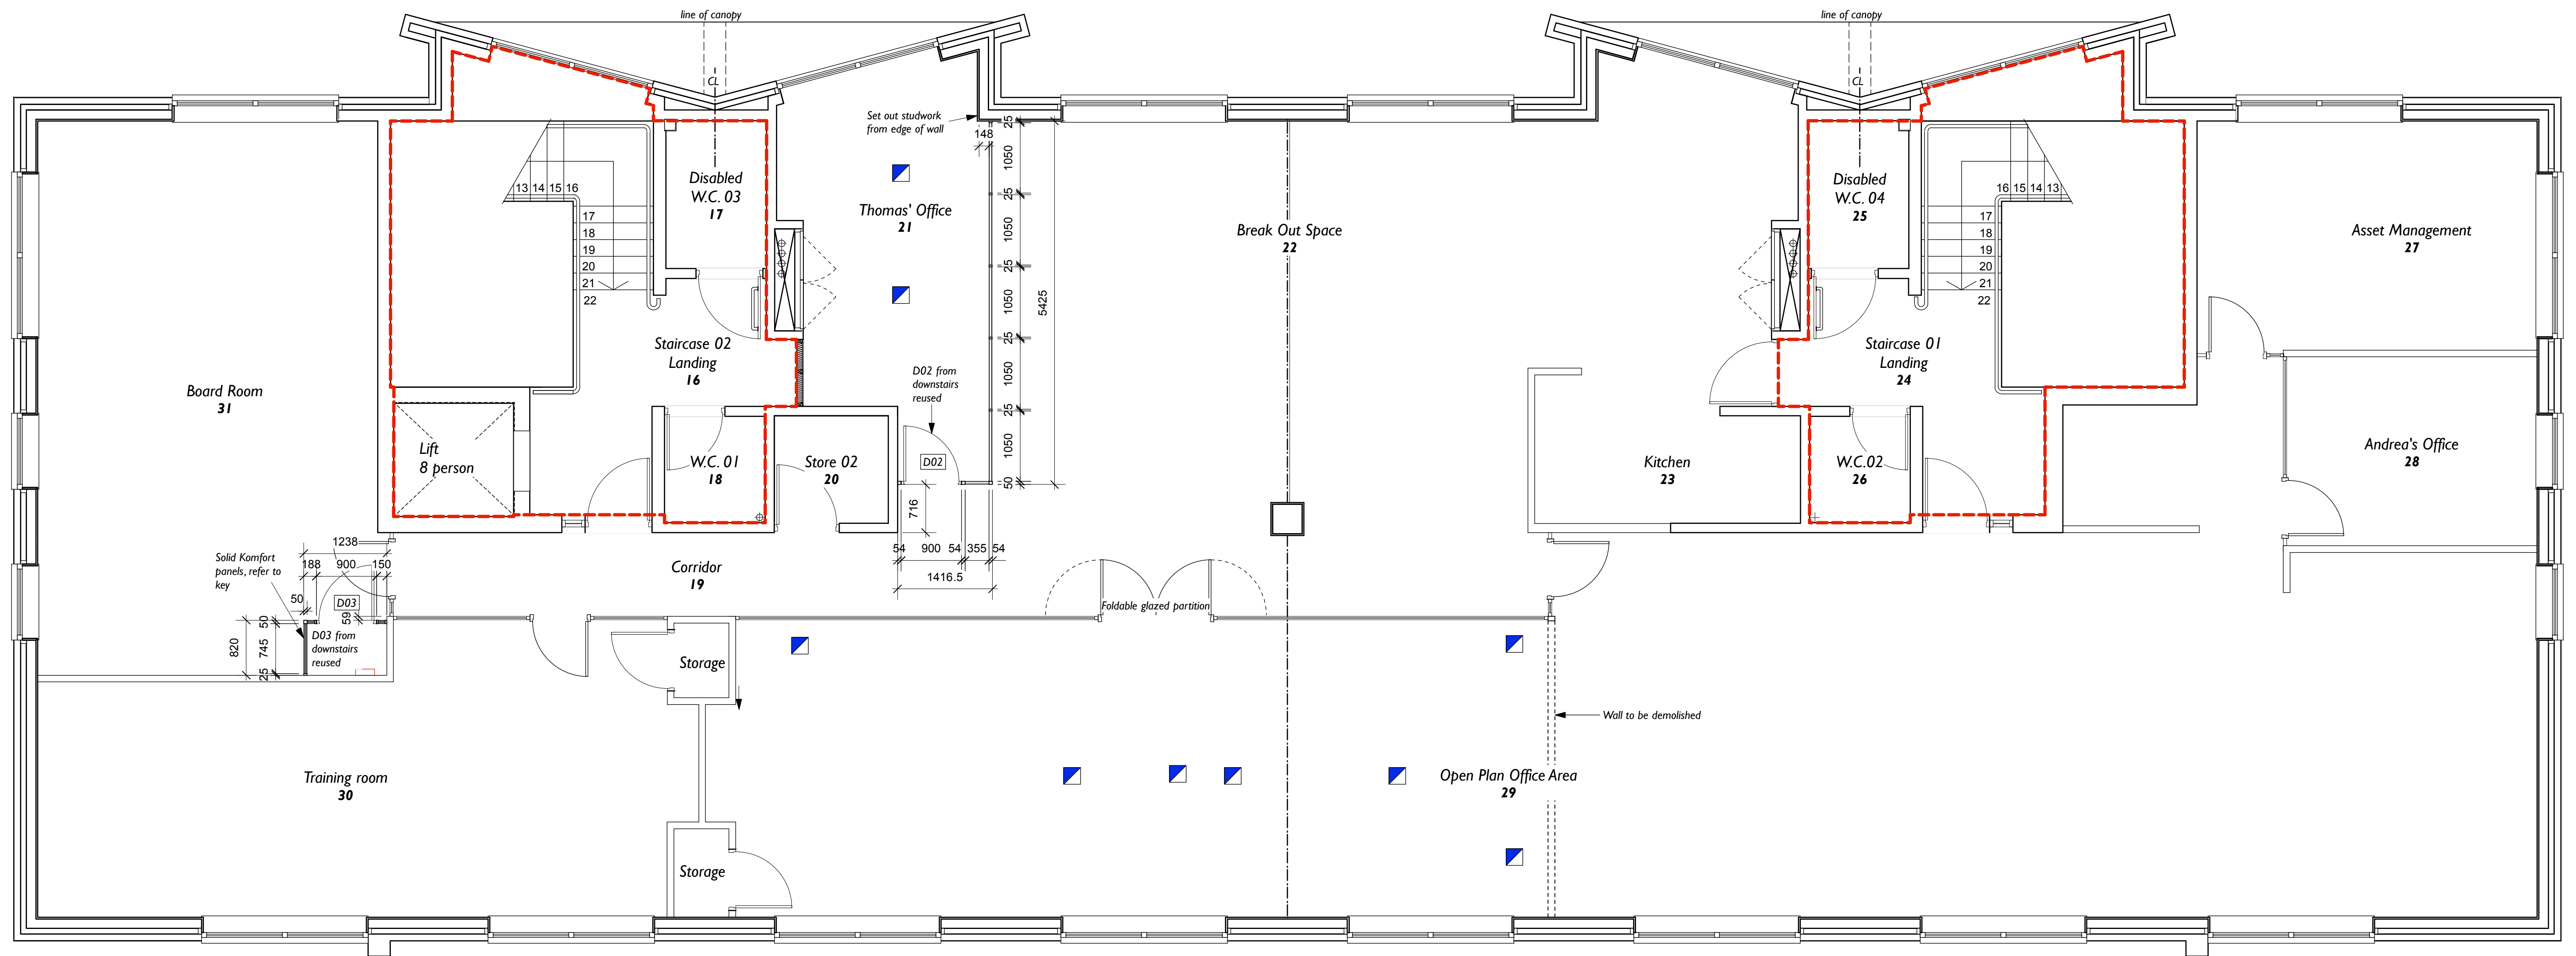 line of canopy
line of canopy
CL
CL
Set out studwork
from edge of wall
148
25
1050
25
1050
25
1050
25
1050
25
1050
50
5425
13 14 15 16
17
18
19
20
21
22
Disabled
W.C. 03
17
Thomas' Office
21
Break Out Space
22
Disabled
W.C. 04
25
16 15 14 13
17
18
19
20
21
22
Asset Management
27
Staircase 02
Landing
16
Staircase 01
Landing
24
Board Room
31
D02 from
downstairs
reused
D02
Lift
8 person
W.C. 01
18
Store 02
20
Kitchen
23
W.C.02
26
Andrea's Office
28
716
54 900 54 355 54
1416.5
Solid Komfort
panels, refer to
key
1238
188 900 150
50
D03
59
50
745
25
820
D03 from
downstairs
reused
Corridor
19
Foldable glazed partition
Storage
Wall to be demolished
Training room
30
Open Plan Office Area
29
Storage